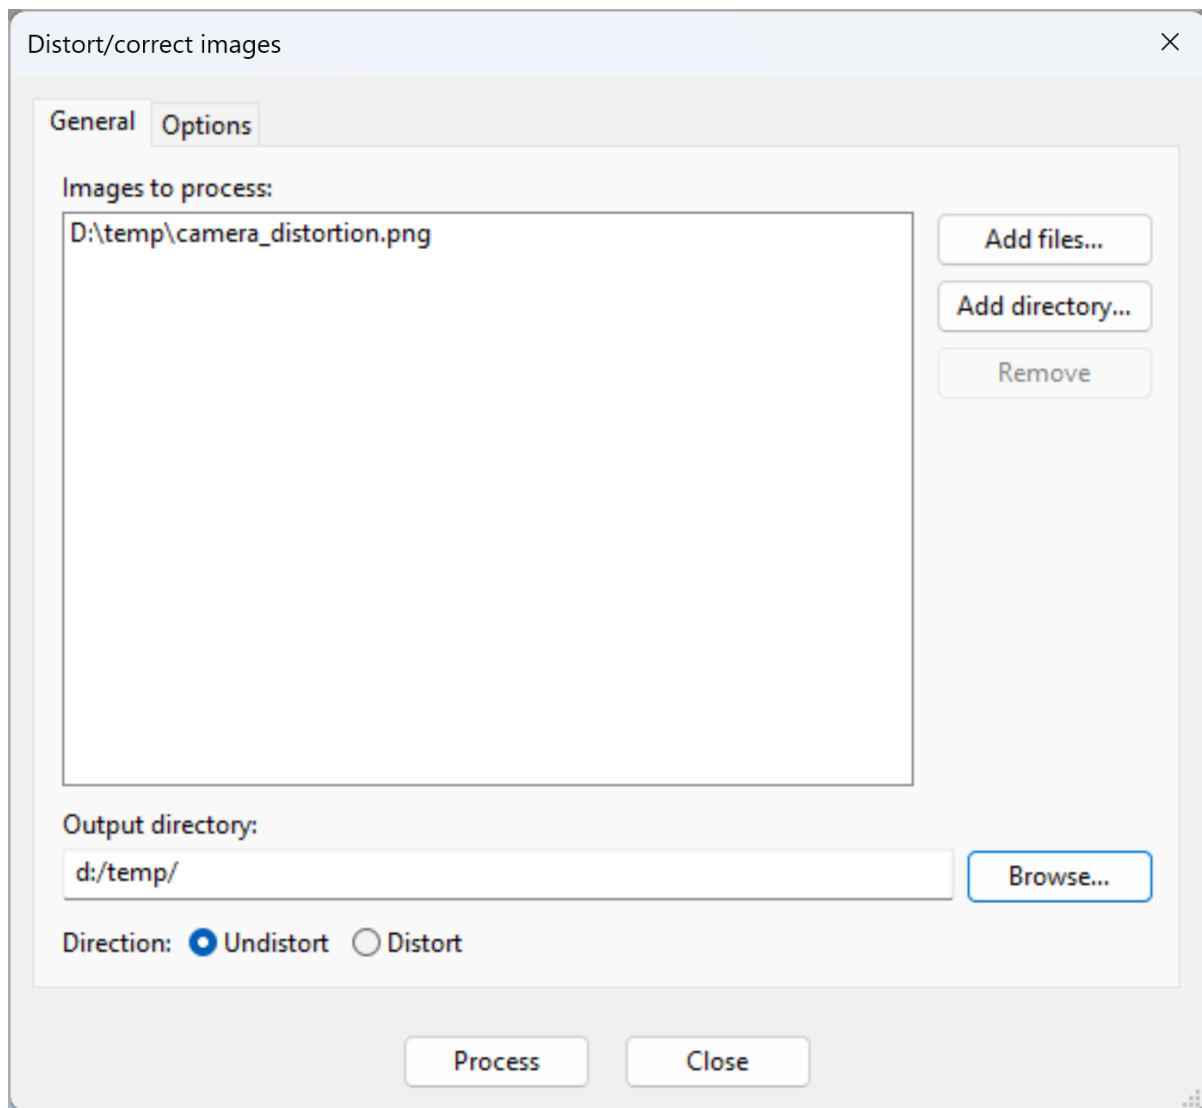 Distort/correct images
General
Options
Images to process:
D:\temp\camera_distortion.png
Add files...
Add directory...
Remove
Output directory:
d:/temp/
Browse...
Direction: Undistort Distort
Process
Close